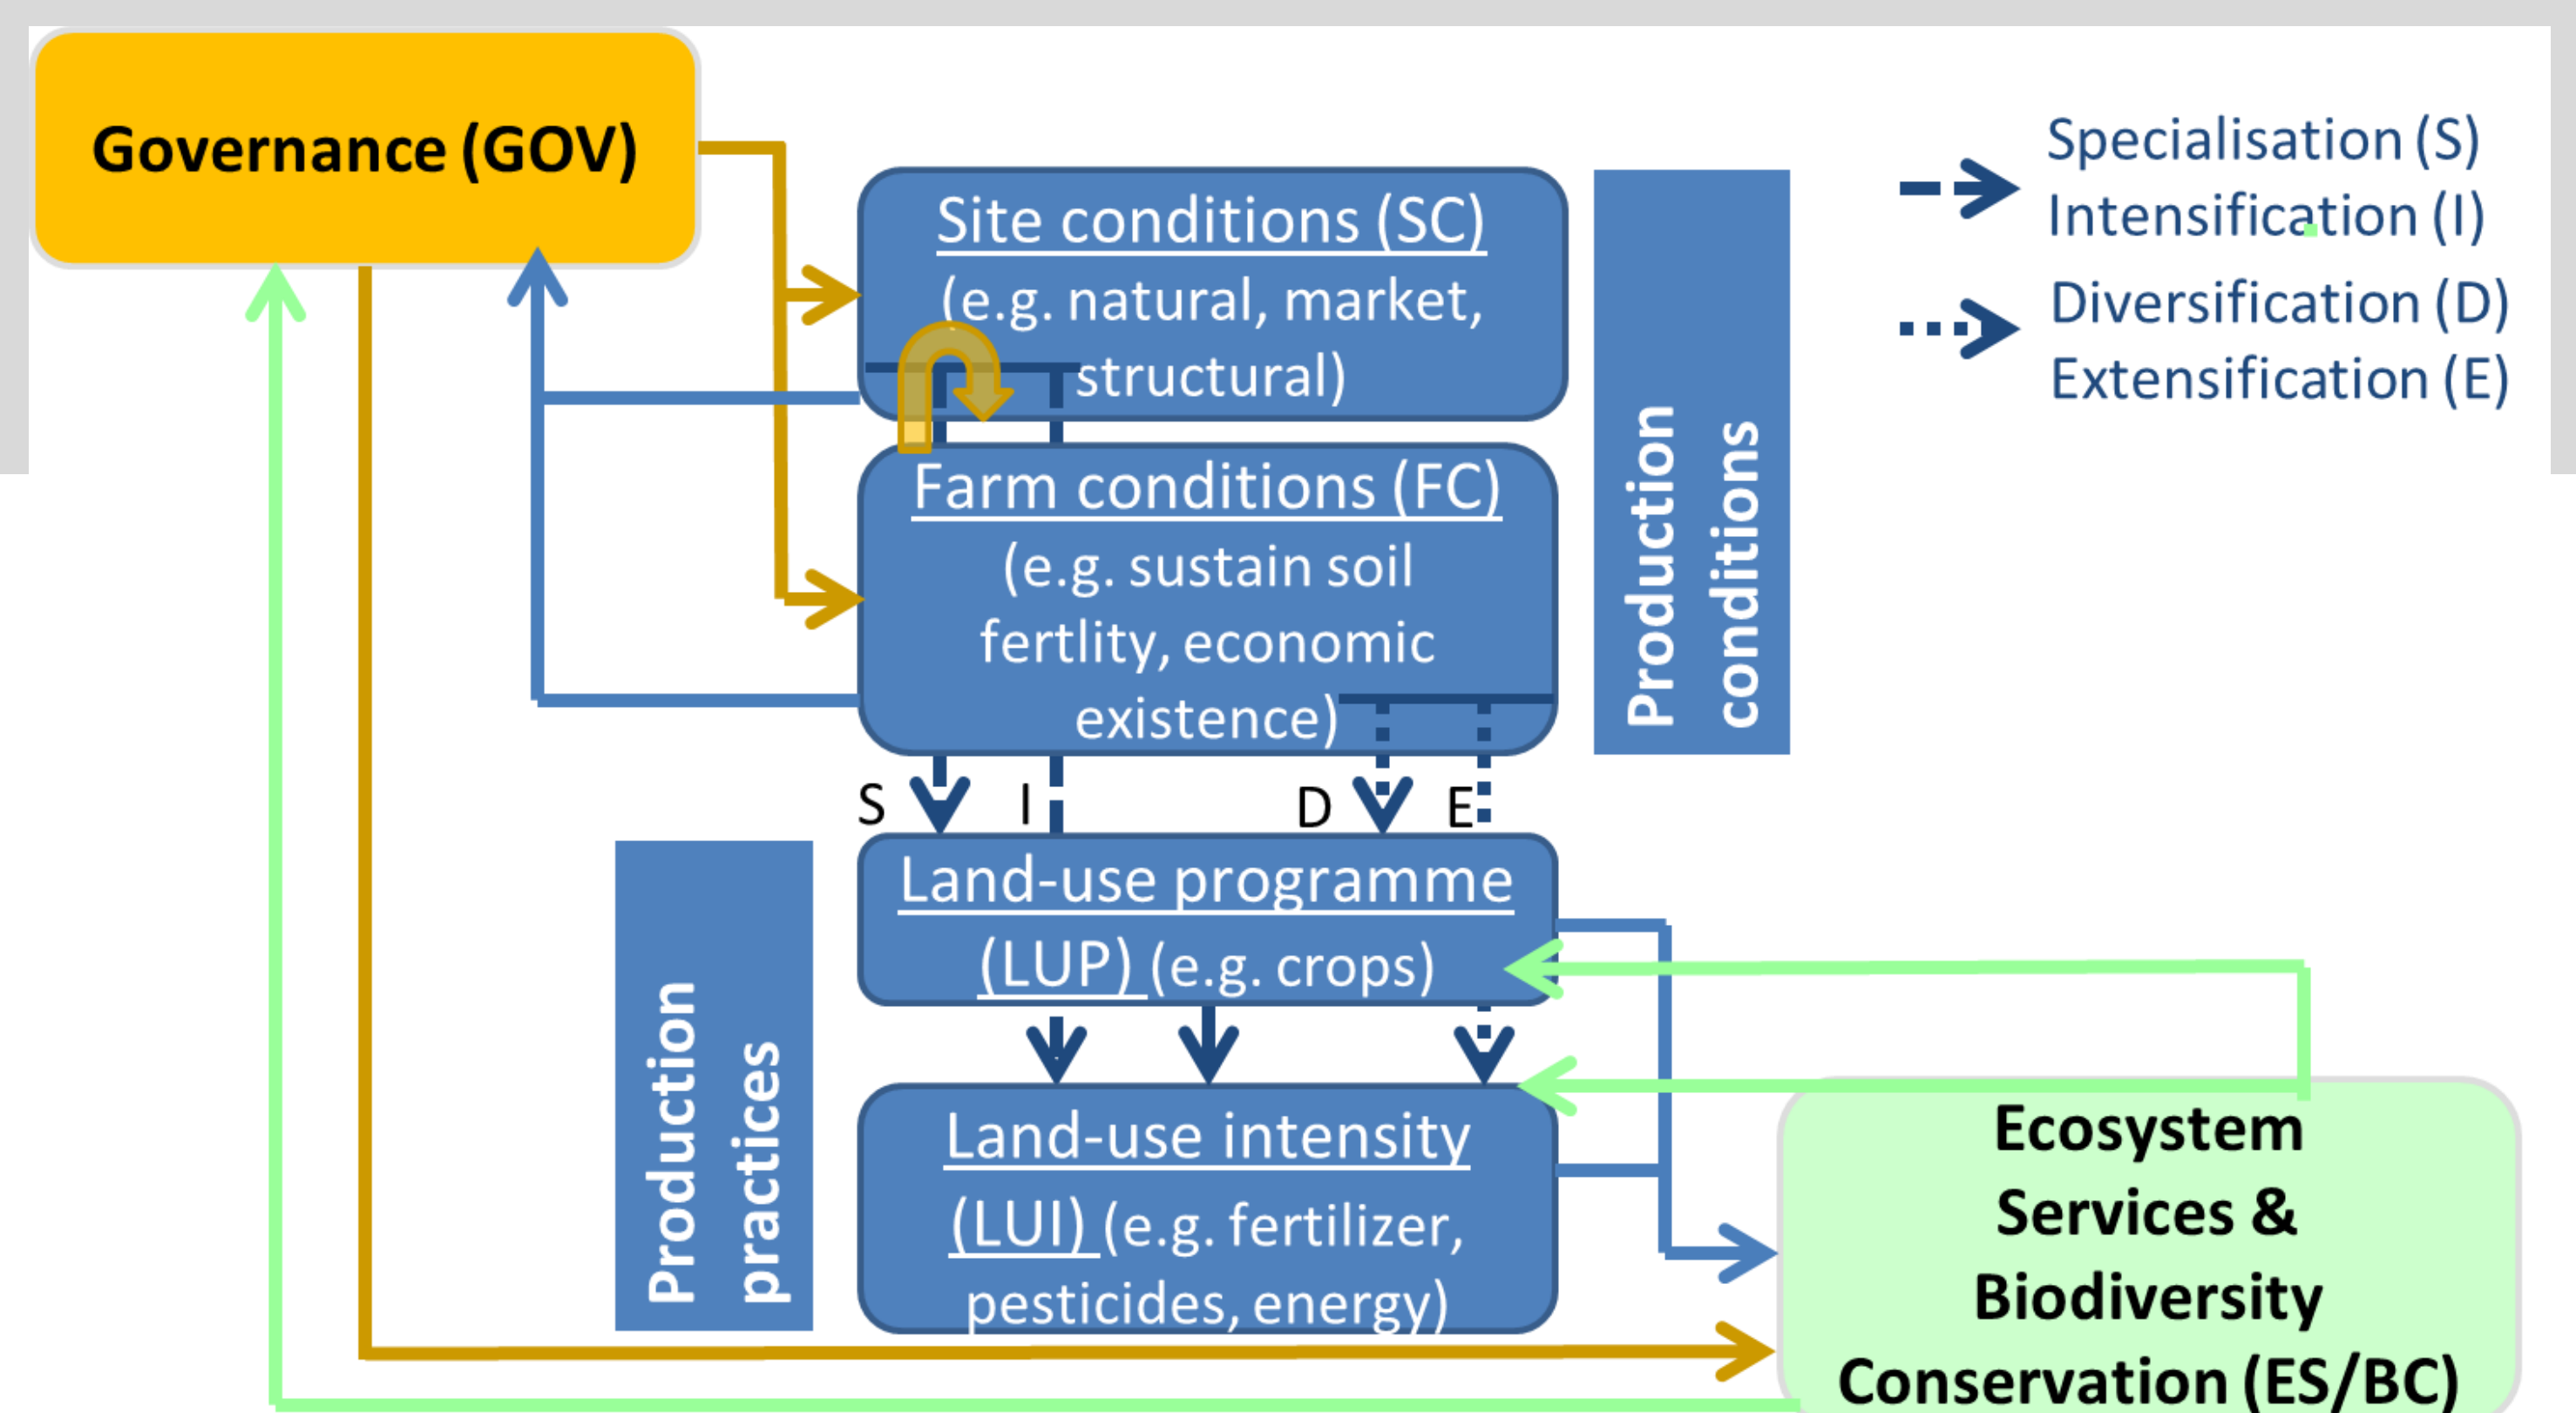 Governance (GOV)
Site conditions (SC)
(e.g. natural, market,
structural)
Farm conditions (FC)
(e.g. sustain soil
fertlity, economic
existence)
Production
conditions
Specialisation (S)
Intensification (I)
Diversification (D)
Extensification (E)
S I D E
Land-use programme
(LUP) (e.g. crops)
Land-use intensity
(LUI) (e.g. fertilizer,
pesticides, energy)
Production
practices
Ecosystem
Services &
Biodiversity
Conservation (ES/BC)